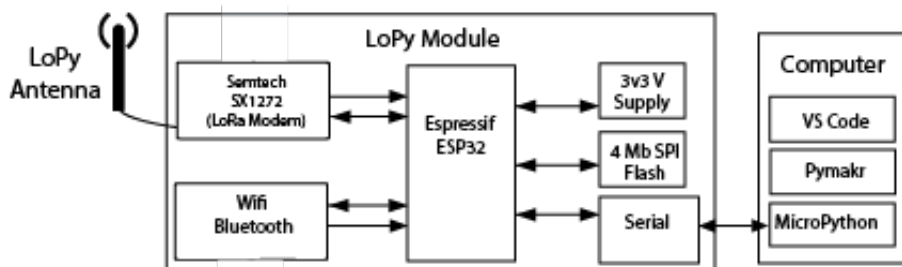 LoPy
Antenna
LoPy Module
Semtech
SX1272
(LoRa Modem)
Wifi
Bluetooth
Espressif
ESP32
3v3 V
Supply
4 Mb SPI
Flash
Serial
Computer
VS Code
Pymakr
MicroPython